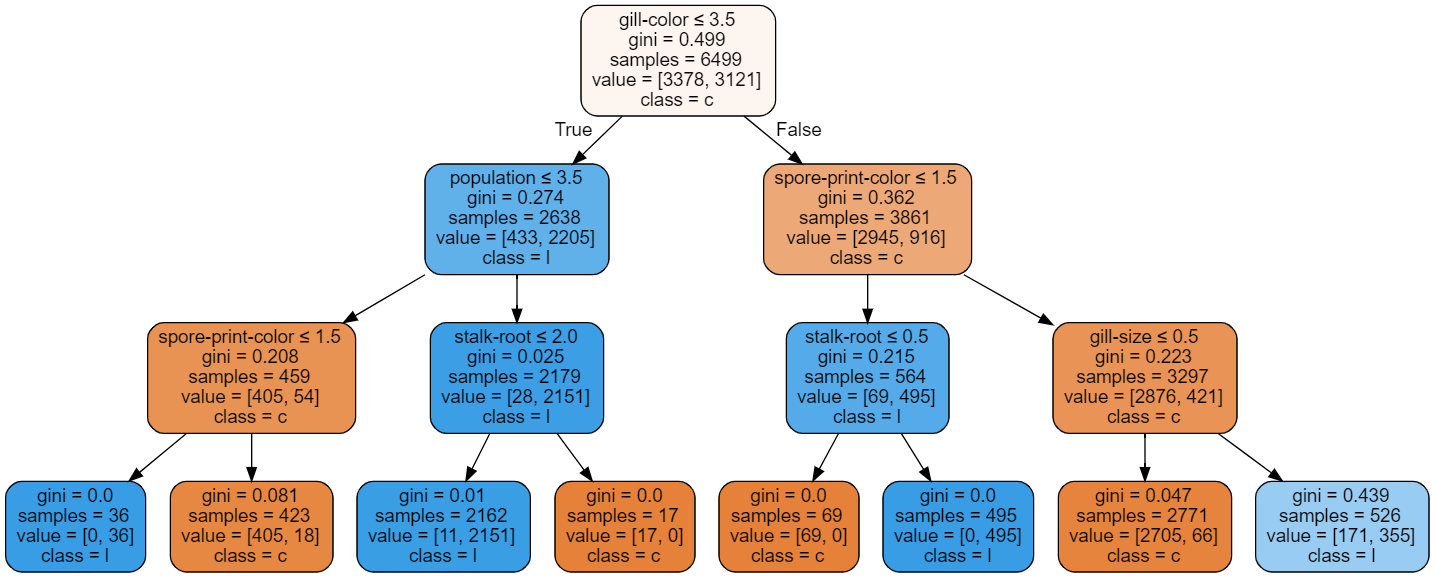 gill-color ≤ 3.5
gini = 0.499
samples = 6499
value = [3378, 3121]
class = c
True
False
population ≤ 3.5
gini = 0.274
samples = 2638
value = [433, 2205]
class = l
spore-print-color ≤ 1.5
gini = 0.362
samples = 3861
value = [2945, 916]
class = c
spore-print-color ≤ 1.5
gini = 0.208
samples = 459
value = [405, 54]
class = c
stalk-root ≤ 2.0
gini = 0.025
samples = 2179
value = [28, 2151]
class = l
stalk-root ≤ 0.5
gini = 0.215
samples = 564
value = [69, 495]
class = l
gill-size ≤ 0.5
gini = 0.223
samples = 3297
value = [2876, 421]
class = c
gini = 0.0
samples = 36
value = [0, 36]
class = l
gini = 0.081
samples = 423
value = [405, 18]
class = c
gini = 0.01
samples = 2162
value = [11, 2151]
class = l
gini = 0.0
samples = 17
value = [17, 0]
class = c
gini = 0.0
samples = 69
value = [69, 0]
class = c
gini = 0.0
samples = 495
value = [0, 495]
class = l
gini = 0.047
samples = 2771
value = [2705, 66]
class = c
gini = 0.439
samples = 526
value = [171, 355]
class = l